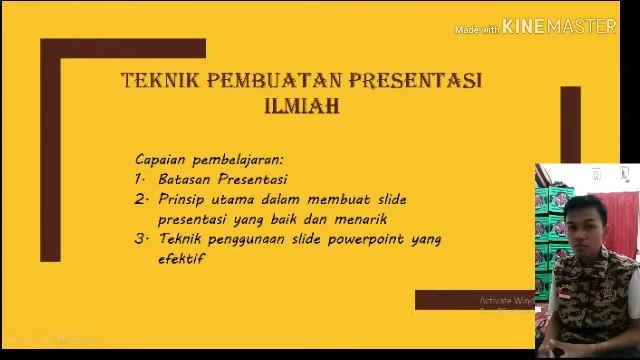 Made with KINEMASTER
TEKNIK PEMBUATAN PRESENTASI
ILMIAH
Capaian pembelajaran:
1. Batasan Presentasi
2. Prinsip utama dalam membuat slide
presentasi yang baik dan menarik
3. Teknik penggunaan slide powerpoint yang
efektif
Activate Wind